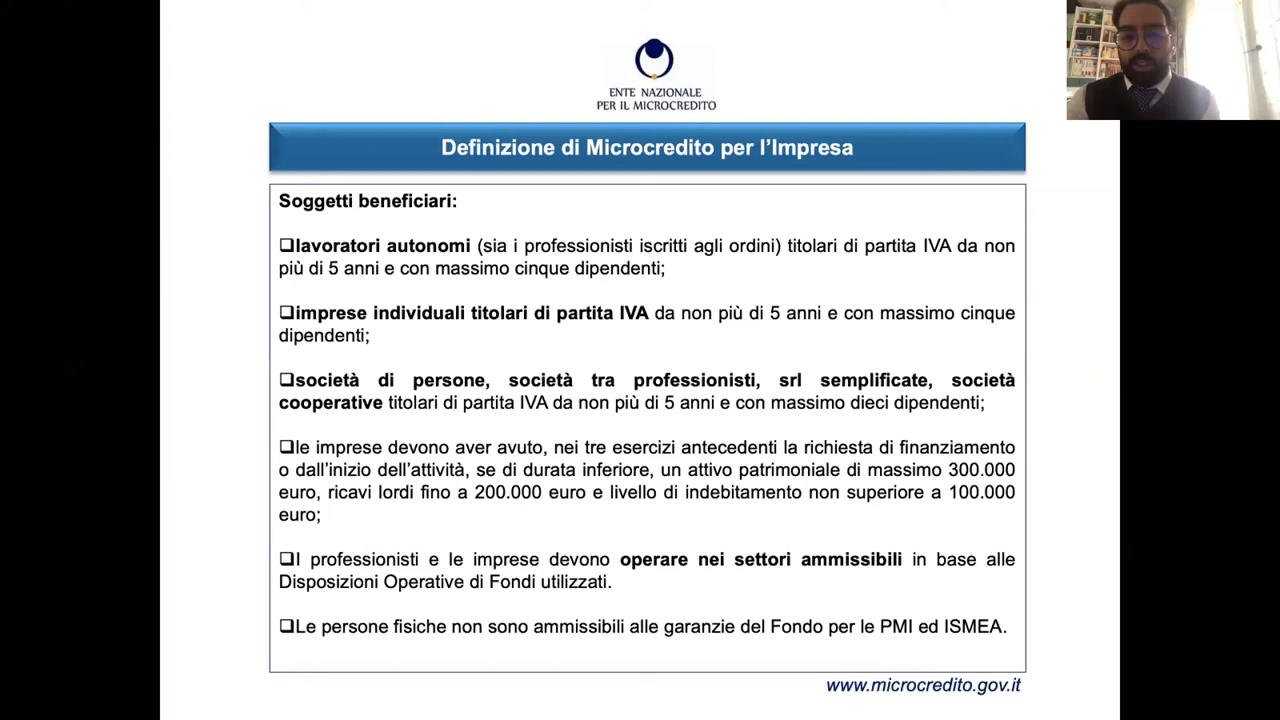 ENTE NAZIONALE
PER IL MICROCREDITO
Definizione di Microcredito per l’Impresa
Soggetti beneficiari:
❑lavoratori autonomi (sia i professionisti iscritti agli ordini) titolari di partita IVA da non
più di 5 anni e con massimo cinque dipendenti;
❑imprese individuali titolari di partita IVA da non più di 5 anni e con massimo cinque
dipendenti;
❑società di persone, società tra professionisti, srl semplificate, società
cooperative titolari di partita IVA da non più di 5 anni e con massimo dieci dipendenti;
❑le imprese devono aver avuto, nei tre esercizi antecedenti la richiesta di finanziamento
o dall’inizio dell’attività, se di durata inferiore, un attivo patrimoniale di massimo 300.000
euro, ricavi lordi fino a 200.000 euro e livello di indebitamento non superiore a 100.000
euro;
❑I professionisti e le imprese devono operare nei settori ammissibili in base alle
Disposizioni Operative di Fondi utilizzati.
❑Le persone fisiche non sono ammissibili alle garanzie del Fondo per le PMI ed ISMEA.
www.microcredito.gov.it